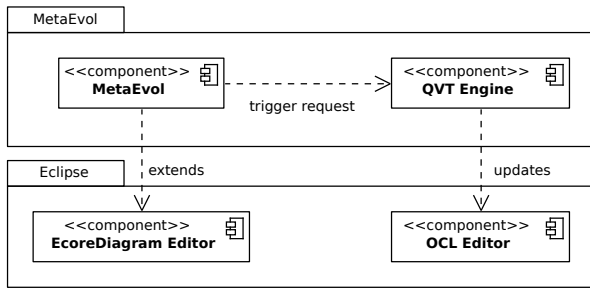 MetaEvol
<<component>>
MetaEvol
<<component>>
QVT Engine
trigger request
extends
updates
Eclipse
<<component>>
EcoreDiagram Editor
<<component>>
OCL Editor